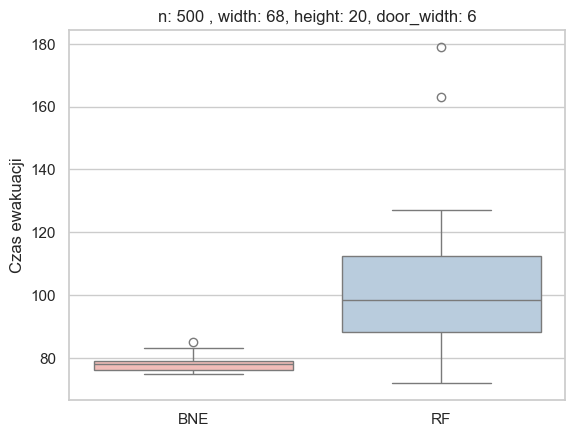 n: 500 , width: 68, height: 20, door_width: 6
Czas ewakuacji
180
160
140
120
100
80
BNE
RF